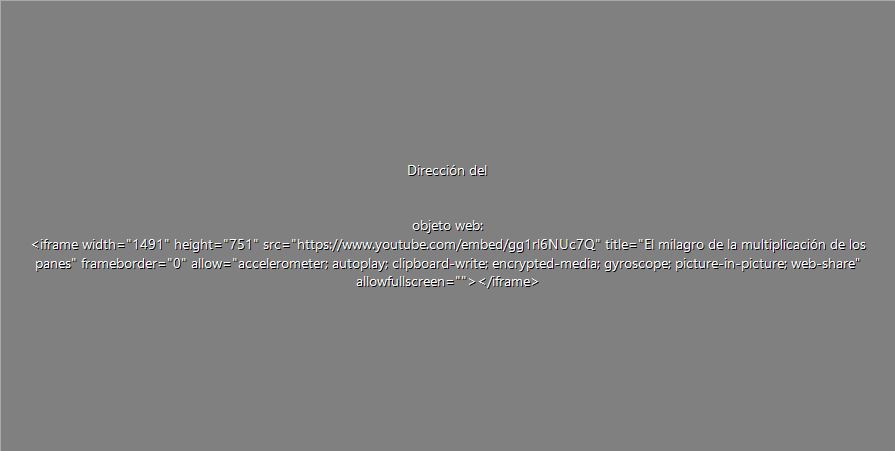 Dirección del
objeto web:
<iframe width="1491" height="751" src="https://www.youtube.com/embed/gg1rl6NUc7Q" title="El milagro de la multiplicación de los
panes" frameborder="0" allow="accelerometer; autoplay; clipboard-write; encrypted-media; gyroscope; picture-in-picture; web-share"
allowfullscreen=""></iframe>